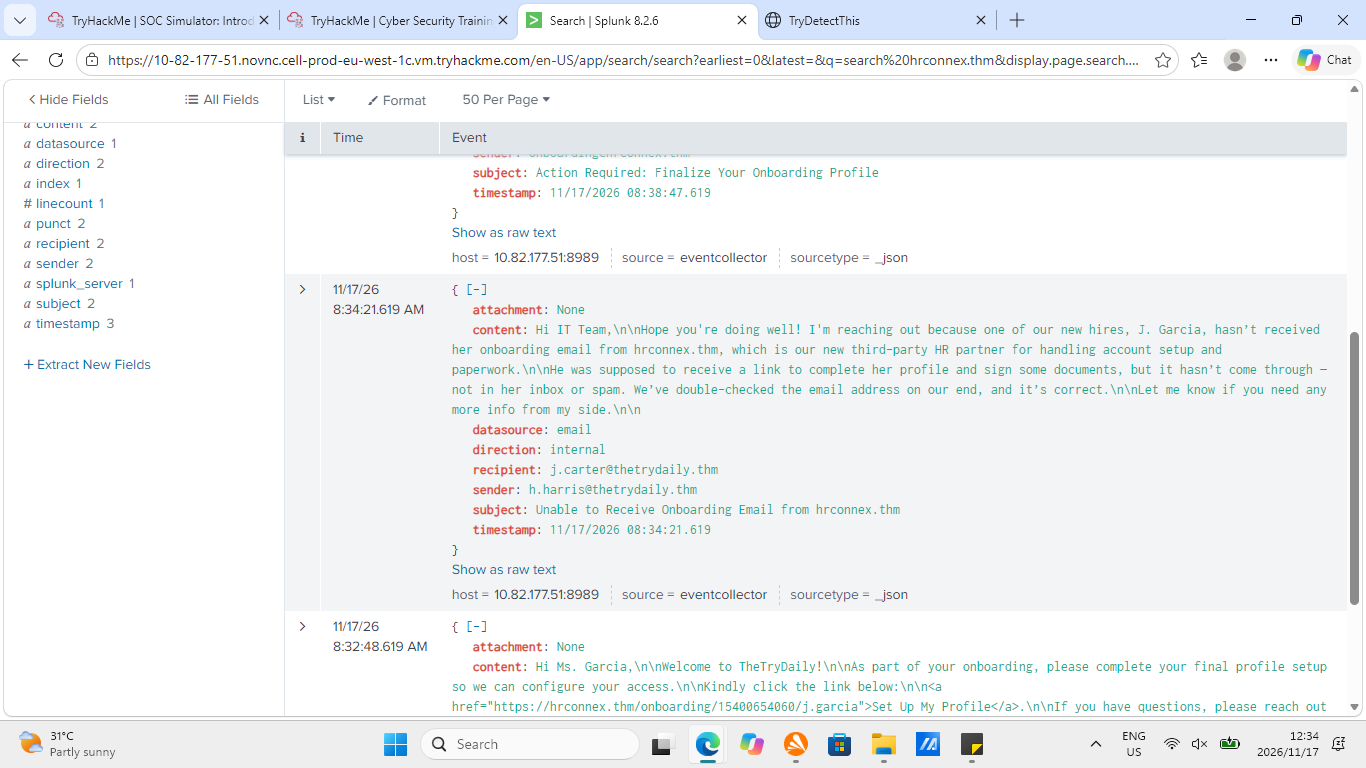 TryHackMe | SOC Simulator: Introd
TryHackMe | Cyber Security Trainin
Search | Splunk 8.2.6
TryDetectThis
https://10-82-177-51.novnc.cell-prod-eu-west-1c.vm.tryhackme.com/en-US/app/search/search?earliest=0&latest=&q=search%20hrconnex.thm&display.page.search....
Chat
Hide Fields
All Fields
List
Format
50 Per Page
a content 2
a datasource 1
a direction 2
a index 1
# linecount 1
a punct 2
a recipient 2
a sender 2
a splunk_server 1
a subject 2
a timestamp 3
+ Extract New Fields
i Time Event
sender: onboarding@hrconnex.thm
subject: Action Required: Finalize Your Onboarding Profile
timestamp: 11/17/2026 08:38:47.619
}
Show as raw text
host = 10.82.177.51:8989 source = eventcollector sourcetype = _json
11/17/26
8:34:21.619 AM
{ [-]
attachment: None
content: Hi IT Team,\n\nHope you're doing well! I'm reaching out because one of our new hires, J. Garcia, hasn’t received
her onboarding email from hrconnex.thm, which is our new third-party HR partner for handling account setup and
paperwork.\n\nHe was supposed to receive a link to complete her profile and sign some documents, but it hasn’t come through —
not in her inbox or spam. We’ve double-checked the email address on our end, and it’s correct.\n\nLet me know if you need any
more info from my side.\n\n
datasource: email
direction: internal
recipient: j.carter@thetrydaily.thm
sender: h.harris@thetrydaily.thm
subject: Unable to Receive Onboarding Email from hrconnex.thm
timestamp: 11/17/2026 08:34:21.619
}
Show as raw text
host = 10.82.177.51:8989 source = eventcollector sourcetype = _json
11/17/26
8:32:48.619 AM
{ [-]
attachment: None
content: Hi Ms. Garcia,\n\nWelcome to TheTryDaily!\n\nAs part of your onboarding, please complete your final profile setup
so we can configure your access.\n\nKindly click the link below:\n\n<a
href="https://hrconnex.thm/onboarding/15400654060/j.garcia">Set Up My Profile</a>.\n\nIf you have questions, please reach out
31°C
Partly sunny
Search
ENG
US
12:34
2026/11/17